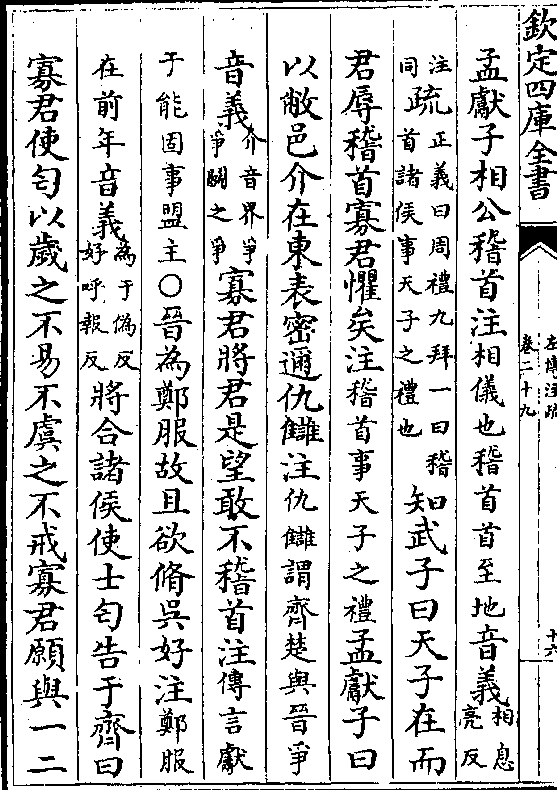 欽定四庫全書
左傳注疏
卷二十九
十六
孟獻子相公稽首注相儀也稽首首至地音義相息亮反
注同疏正義曰周禮九拜一曰稽首諸侯事天子之禮也知武子曰天子在而
君辱稽首寡君懼矣注稽首事天子之禮孟獻子曰
以敝邑介在東表密邇仇讎注仇讎謂齊楚與晉爭
音義介音界爭爭鬬之爭寡君將君是望敢不稽首注傳言獻
于能固事盟主○晉為鄭服故且欲脩吳好注鄭服
在前年音義為于偽反好呼報反將合諸侯使士匄告于齊曰
寡君使匄以歲之不易不虞之不戒寡君願與一二